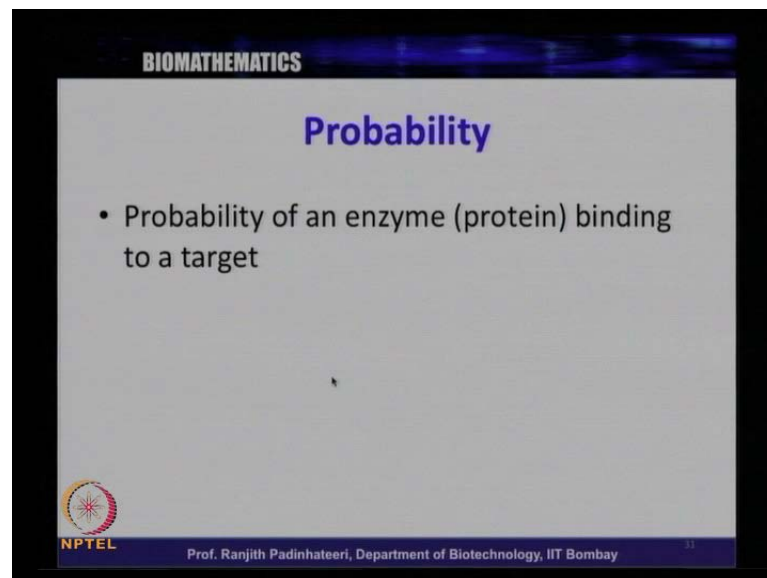 BIOMATHEMATICS
Probability
• Probability of an enzyme (protein) binding
to a target
NPTEL
Prof. Ranjith Padinhateeri, Department of Biotechnology, IIT Bombay